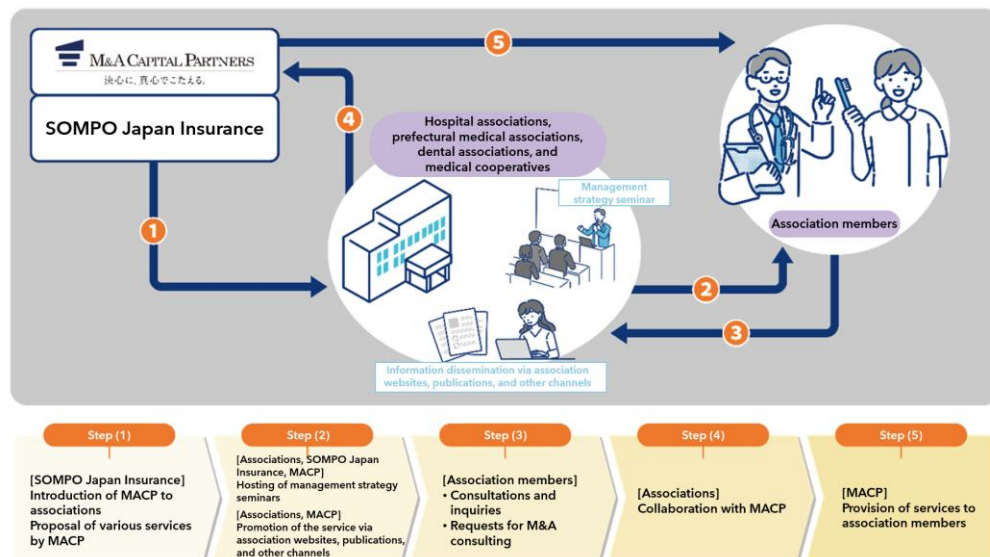 5
M&A CAPITAL PARTNERS
決心に、真心でこたえる。
SOMPO Japan Insurance
4
Hospital associations,
prefectural medical associations,
dental associations, and
medical cooperatives
Management
strategy seminar
Association members
1
2
3
Information dissemination via association
websites, publications, and other channels
Step (1)
[SOMPO Japan Insurance]
Introduction of MACP to
associations
Proposal of various services
by MACP
Step (2)
[Associations, SOMPO Japan
Insurance, MACP]
Hosting of management strategy
seminars
[Associations, MACP]
Promotion of the service via
association websites, publications,
and other channels
Step (3)
[Association members]
• Consultations and
inquiries
• Requests for M&A
consulting
Step (4)
[Associations]
Collaboration with MACP
Step (5)
[MACP]
Provision of services to
association members